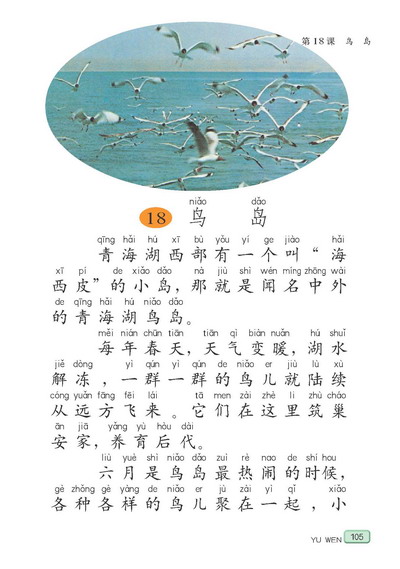 第18课 鸟 岛
niǎo dǎo
18 鸟 岛
qīng hǎi hú xī bù yǒu yí ge jiào hǎi
青海湖西部有一个叫“海
xī pí de xiǎo dǎo nà jiù shì wén míng zhōng wài
西皮”的小岛，那就是闻名中外
de qīng hǎi hú niǎo dǎo
的青海湖鸟岛。
měi nián chūn tiān tiān qì biàn nuǎn hú shuǐ
每年春天，天气变暖，湖水
jiě dòng yì qún yì qún de niǎo er jiù lù xù
解冻，一群一群的鸟儿就陆续
cóng yuǎn fāng fēi lái tā men zài zhè li zhù cháo
从远方飞来。它们在这里筑巢
ān jiā yǎng yù hòu dài
安家，养育后代。
liù yuè shì niǎo dǎo zuì rè nao de shí hou
六月是鸟岛最热闹的时候，
gè zhǒng gè yàng de niǎo er jù zài yì qǐ xiǎo
各种各样的鸟儿聚在一起，小
YU WEN 105